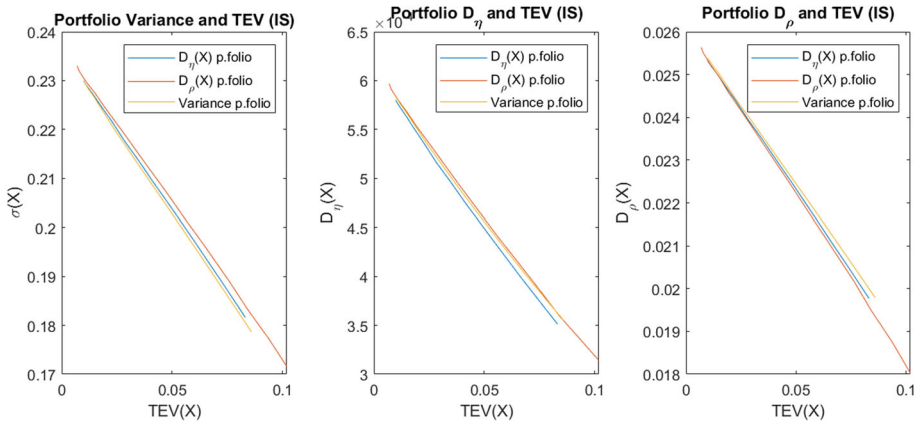 Portfolio Variance and TEV (IS)
0.24
0.23
0.22
0.21
0.2
0.19
0.18
0.17
σ(X)
D_η(X) p.folio
D_ρ(X) p.folio
Variance p.folio
0 0.05 0.1
TEV(X)
Portfolio D_η and TEV (IS)
6.5
6
5.5
5
4.5
4
3.5
3
D_η(X)
D_η(X) p.folio
D_ρ(X) p.folio
Variance p.folio
0 0.05 0.1
TEV(X)
Portfolio D_ρ and TEV (IS)
0.026
0.025
0.024
0.023
0.022
0.021
0.02
0.019
0.018
D_ρ(X)
D_η(X) p.folio
D_ρ(X) p.folio
Variance p.folio
0 0.05 0.1
TEV(X)